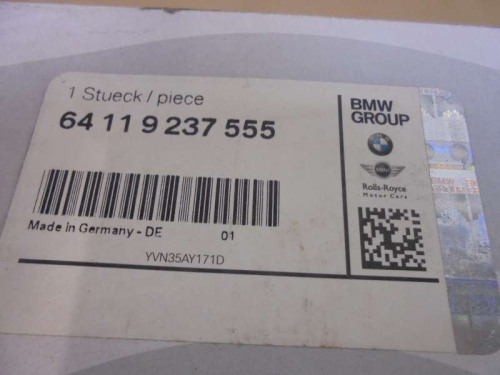 1 Stueck / piece
64 11 9 237 555
Made in Germany - DE 01
YVN35AY171D
BMW
GROUP
Rolls-Royce
Motor Cars
BMW